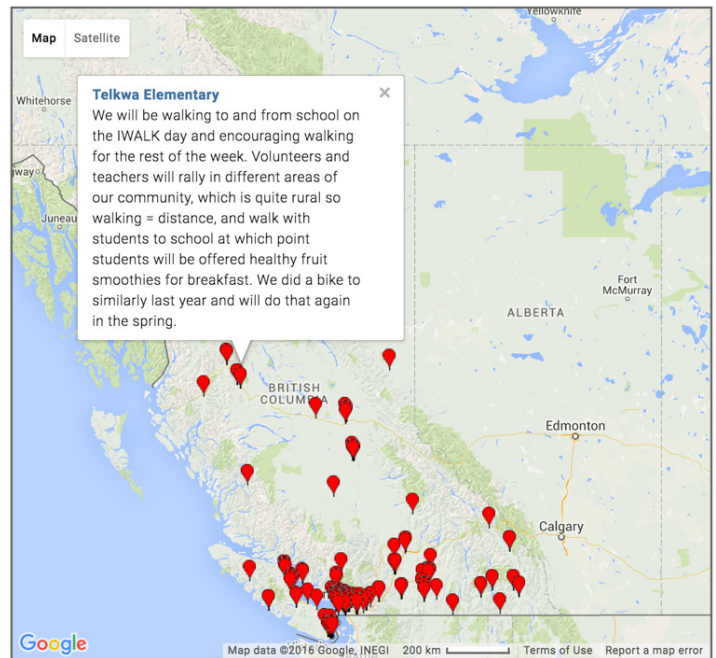 Yellowknife
Map Satellite
Telkwa Elementary
We will be walking to and from school on
the IWALK day and encouraging walking
for the rest of the week. Volunteers and
teachers will rally in different areas of
our community, which is quite rural so
walking = distance, and walk with
students to school at which point
students will be offered healthy fruit
smoothies for breakfast. We did a bike to
similarly last year and will do that again
in the spring.
Whitehorse
way
Juneau
Fort
McMurray
ALBERTA
BRITISH
COLUMBIA
Edmonton
Calgary
Google
Map data ©2016 Google, INEGI 200 km Terms of Use Report a map error